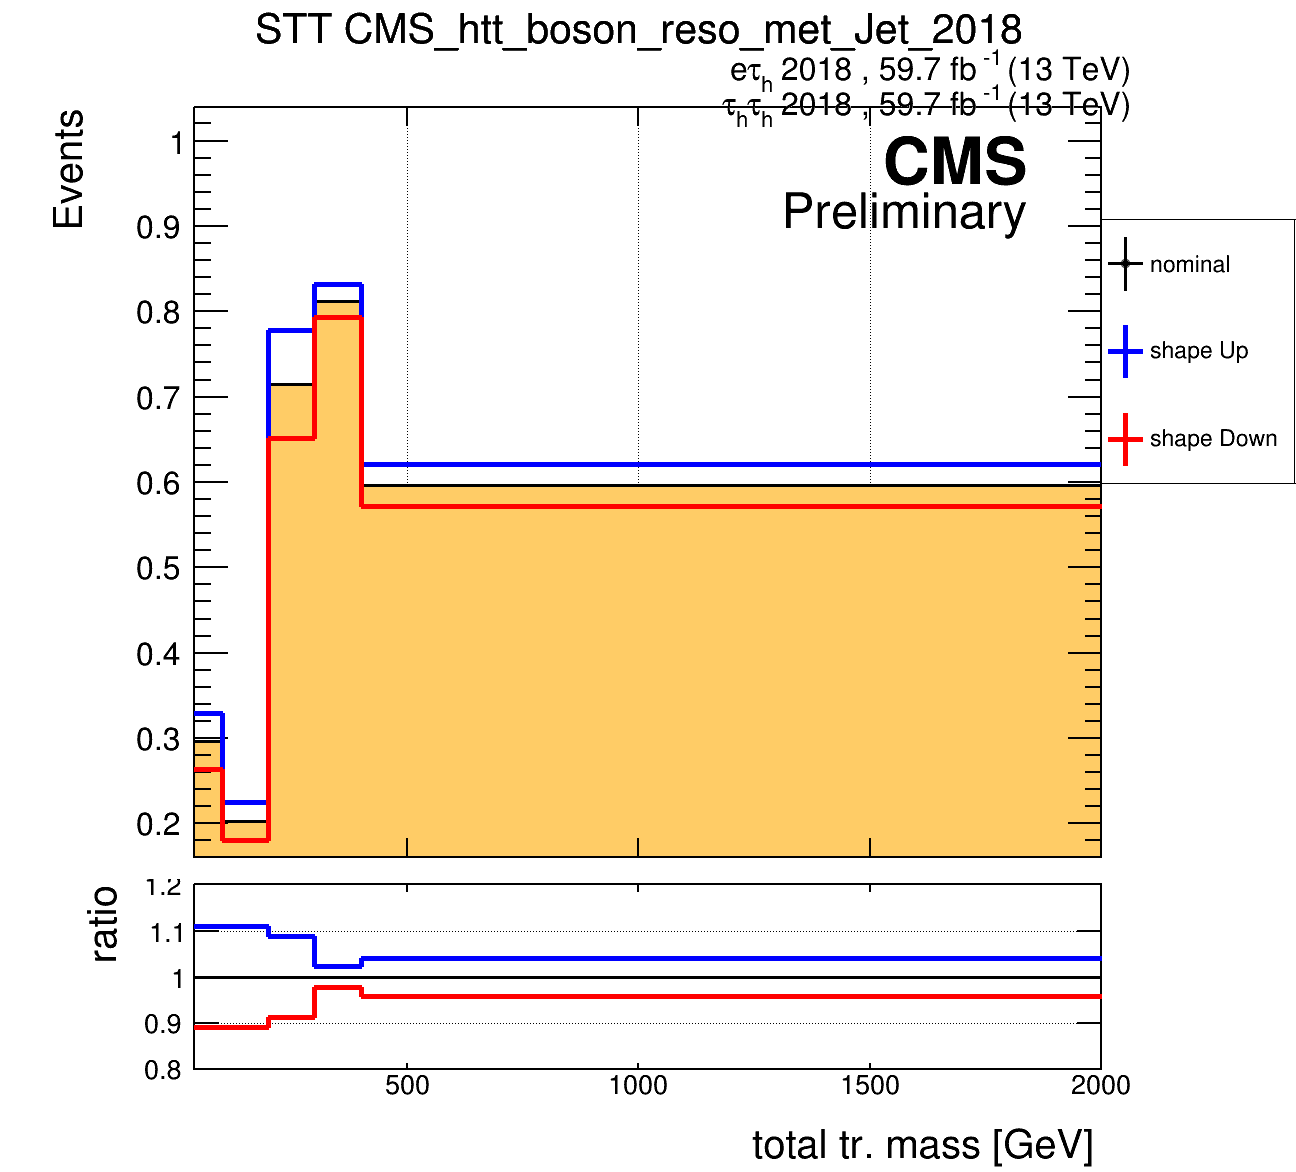 STT CMS_htt_boson_reso_met_Jet_2018
eτh 2018 , 59.7 fb-1 (13 TeV)
τhτh 2018 , 59.7 fb-1 (13 TeV)
CMS
Preliminary
Events
1
0.9
0.8
0.7
0.6
0.5
0.4
0.3
0.2
nominal
shape Up
shape Down
ratio
1.2
1.1
1
0.9
0.8
500 1000 1500 2000
total tr. mass [GeV]